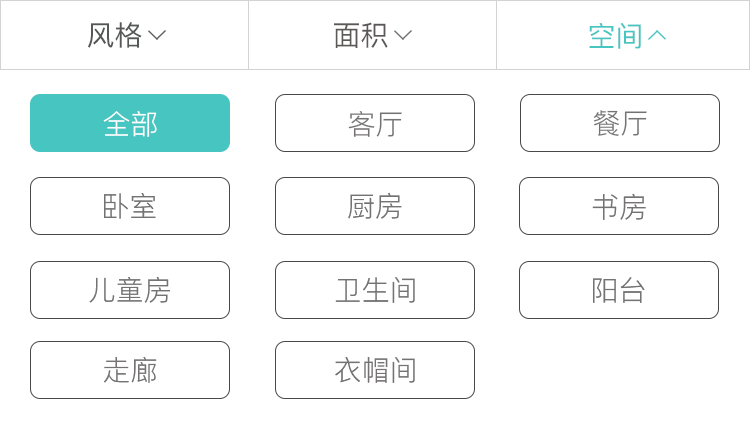 风格 面积 空间
全部 客厅 餐厅
卧室 厨房 书房
儿童房 卫生间 阳台
走廊 衣帽间